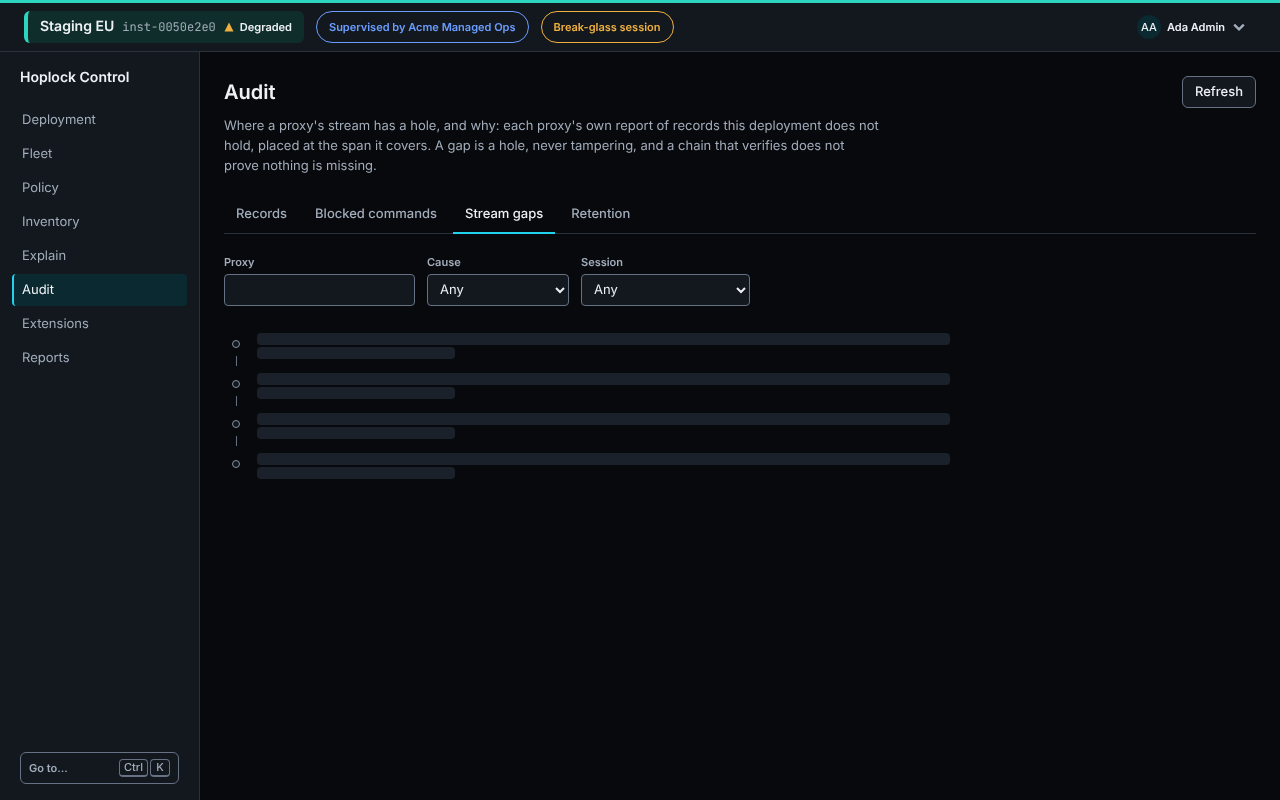 Staging EU inst-0050e2e0 Degraded Supervised by Acme Managed Ops Break-glass session AA Ada Admin
Hoplock Control
Deployment
Fleet
Policy
Inventory
Explain
Audit
Extensions
Reports
Go to... Ctrl K
Audit
Refresh
Where a proxy's stream has a hole, and why: each proxy's own report of records this deployment does not
hold, placed at the span it covers. A gap is a hole, never tampering, and a chain that verifies does not
prove nothing is missing.
Records Blocked commands Stream gaps Retention
Proxy Cause Session
Any Any